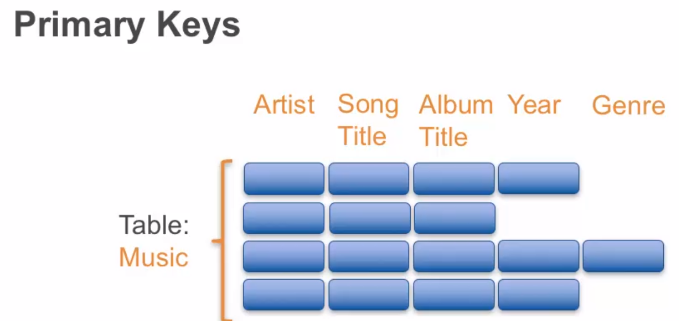 Primary Keys
Artist Song Title Album Title Year Genre
Table:
Music